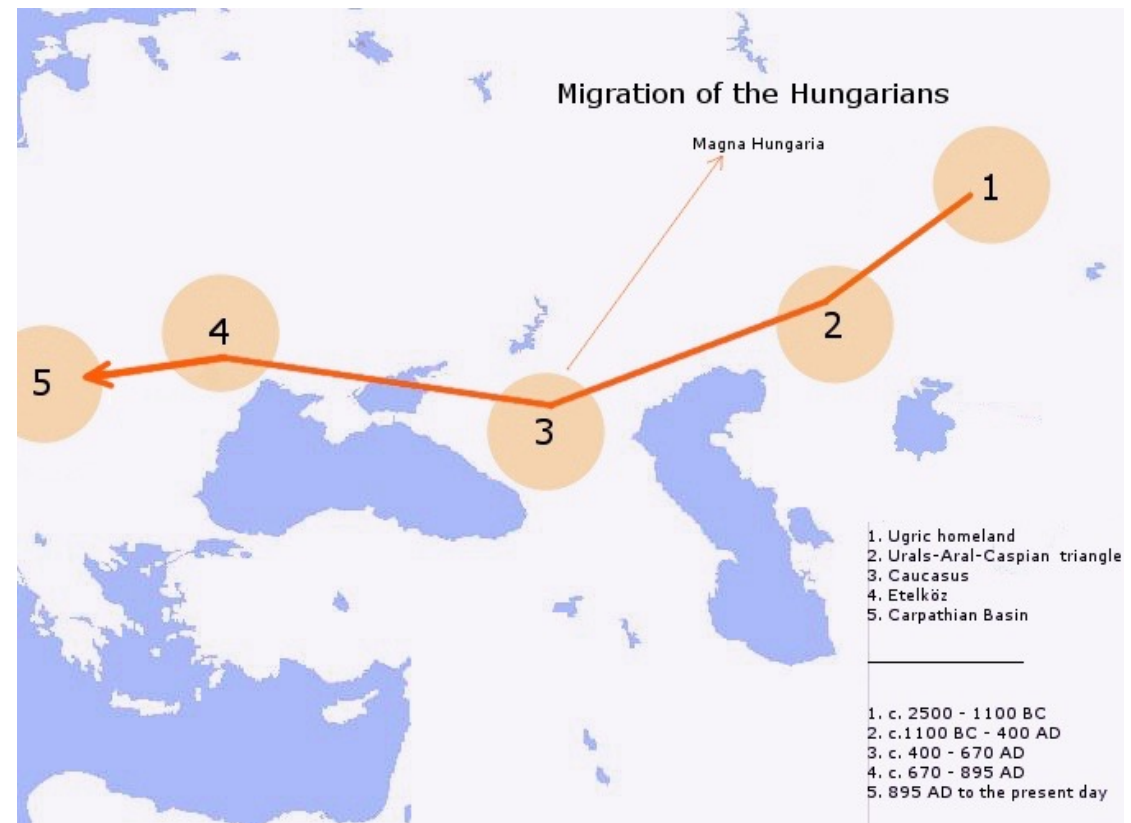 Migration of the Hungarians
Magna Hungaria
1
2
3
4
5
1. Ugric homeland
2. Urals-Aral-Caspian triangle
3. Caucasus
4. Etelköz
5. Carpathian Basin
1. c. 2500 - 1100 BC
2. c.1100 BC - 400 AD
3. c. 400 - 670 AD
4. c. 670 - 895 AD
5. 895 AD to the present day